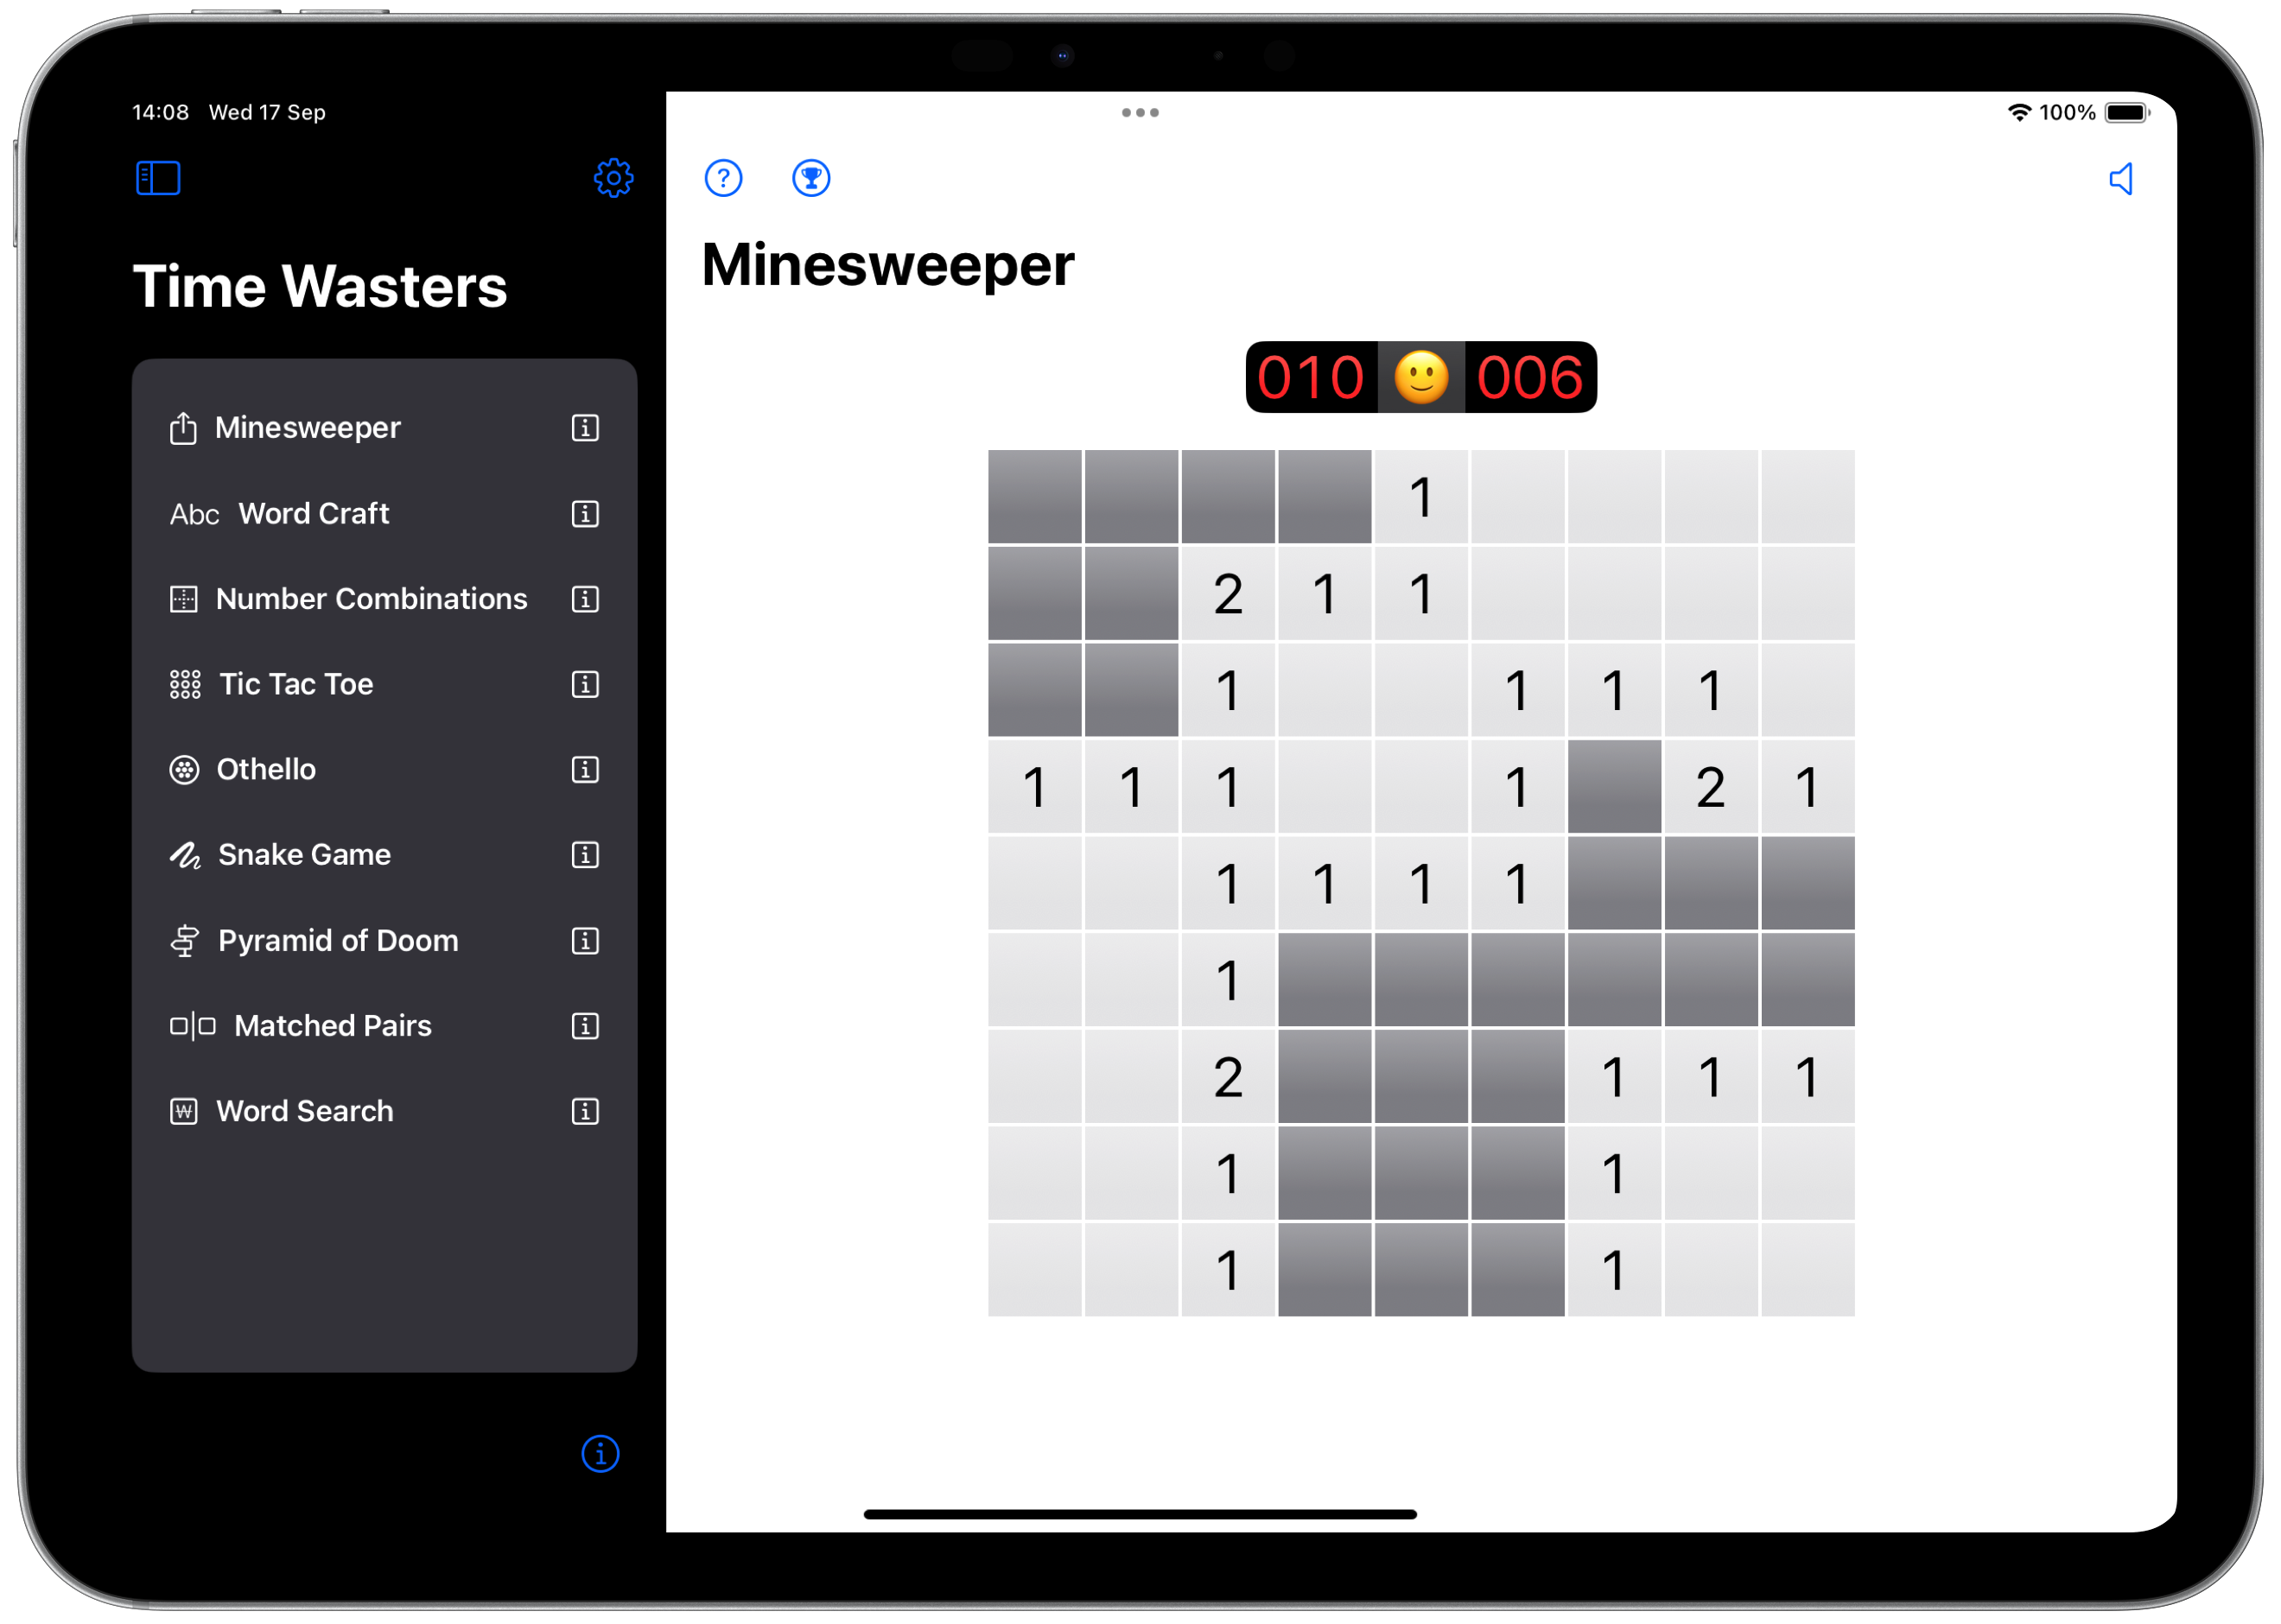 14:08 Wed 17 Sep
100%
Time Wasters
Minesweeper
Abc Word Craft
Number Combinations
Tic Tac Toe
Othello
Snake Game
Pyramid of Doom
Matched Pairs
Word Search
?
Minesweeper
010 006
1
2 1 1
1 1 1 1
1 1 1 1 2 1
1 1 1 1
1
2 1 1 1
1 1
1 1